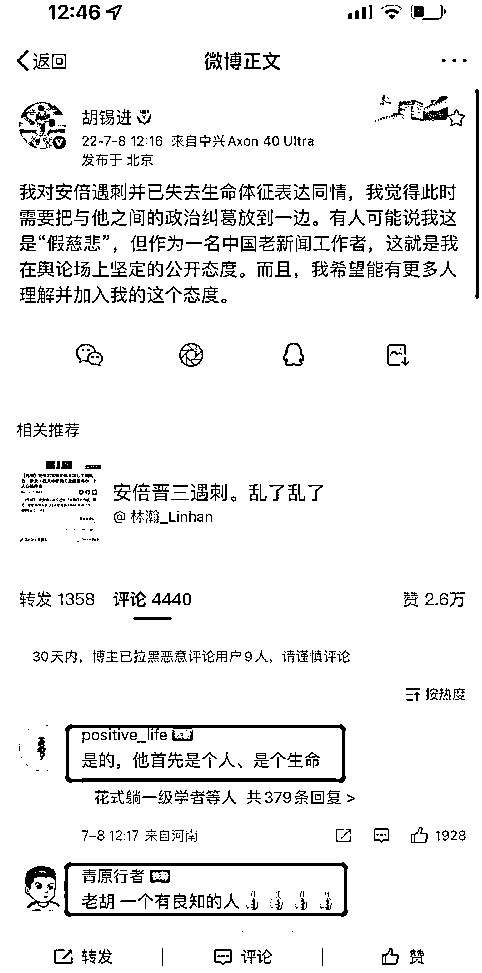 12:46
返回
微博正文
胡锡进
22-7-8 12:16 来自中兴Axon 40 Ultra
发布于 北京
我对安倍遇刺并已失去生命体征表达同情，我觉得此时
需要把与他之间的政治纠葛放到一边。有人可能说我这
是“假慈悲”，但作为一名中国老新闻工作者，这就是我
在舆论场上坚定的公开态度。而且，我希望能有更多人
理解并加入我的这个态度。
相关推荐
安倍晋三遇刺。乱了乱了
@ 林瀚_Linhan
转发 1358 评论 4440 赞 2.6万
30天内，博主已拉黑恶意评论用户9人，请谨慎评论
按热度
positive_life
是的，他首先是个人、是个生命
花式躺一级学者等人 共379条回复 >
7-8 12:17 来自河南 1928
青原行者
老胡 一个有良知的人
转发 评论 赞